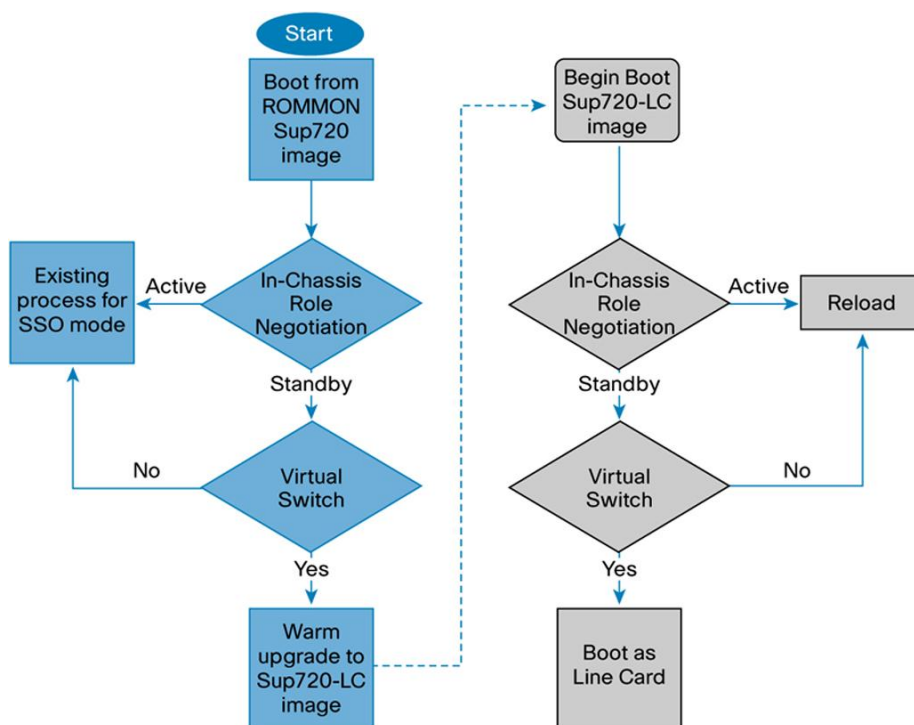 Start
Boot from
ROMMON
Sup720
image
In-Chassis
Role
Negotiation
Active
Existing
process for
SSO mode
Standby
Virtual
Switch
No
Yes
Warm
upgrade to
Sup720-LC
image
Begin Boot
Sup720-LC
image
In-Chassis
Role
Negotiation
Active
Reload
Standby
Virtual
Switch
No
Yes
Boot as
Line Card